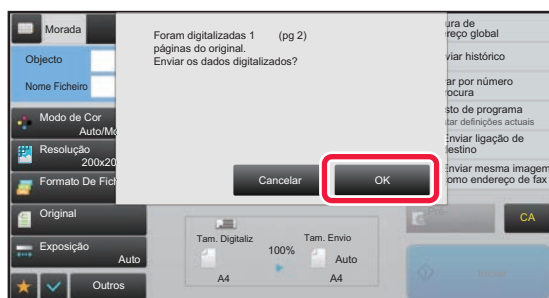 Morada
Objecto
Nome Ficheiro
Modo de Cor
Auto/Mo
Resolução
200x20
Formato De Fich
Original
Exposição
Auto
Outros
Foram digitalizadas 1 (pg 2)
páginas do original.
Enviar os dados digitalizados?
Cancelar
OK
Tam. Digitaliz
100%
Tam. Envio
Auto
A4
A4
ura de
reço global
viar histórico
ar por número
rocura
sto de programa
tar definições actuais
Enviar ligação de
destino
Enviar mesma imagem
omo endereço de fax
CA
Iniciar